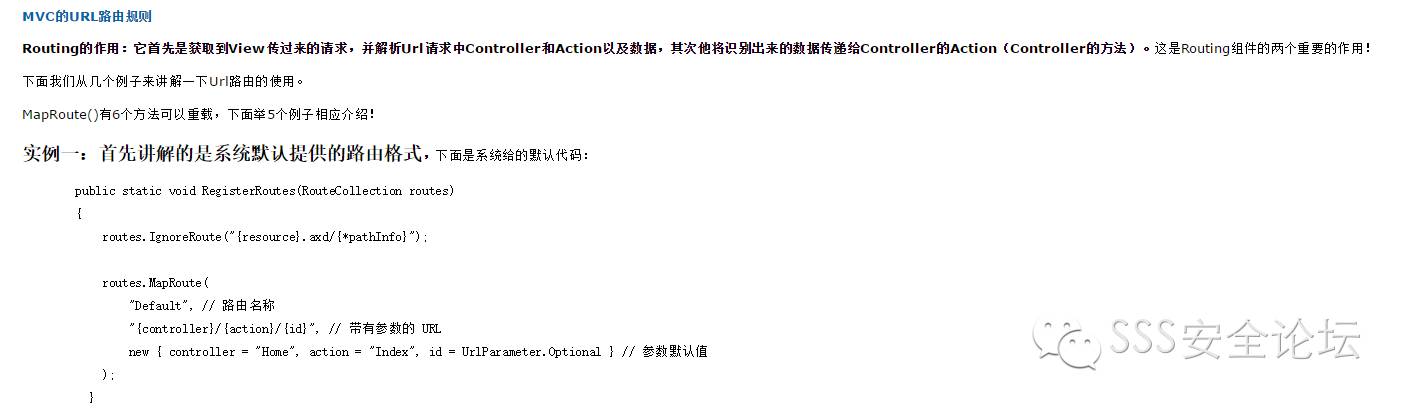 MVC的URL路由规则
Routing的作用：它首先是获取到View传过来的请求，并解析Url请求中Controller和Action以及数据，其次他将识别出来的数据传递给Controller的Action（Controller的方法）。这是Routing组件的两个重要的作用！
下面我们从几个例子来讲解一下Url路由的使用。
MapRoute()有6个方法可以重载，下面举5个例子相应介绍！
实例一：首先讲解的是系统默认提供的路由格式，下面是系统给的默认代码：
public static void RegisterRoutes(RouteCollection routes)
{
routes.IgnoreRoute("{resource}.axd/{*pathInfo}");
routes.MapRoute(
"Default", // 路由名称
"{controller}/{action}/{id}", // 带有参数的 URL
new { controller = "Home", action = "Index", id = UrlParameter.Optional } // 参数默认值
);
}
SSS安全论坛